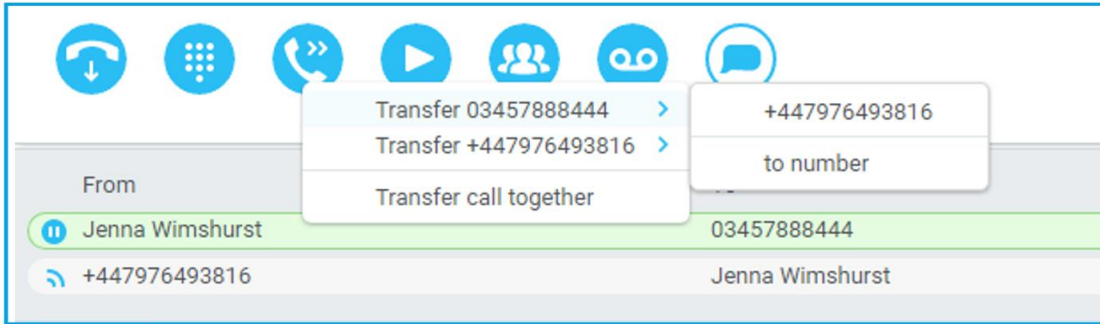 Transfer 03457888444
+447976493816
Transfer +447976493816
to number
Transfer call together
From
Jenna Wimshurst
03457888444
+447976493816
Jenna Wimshurst